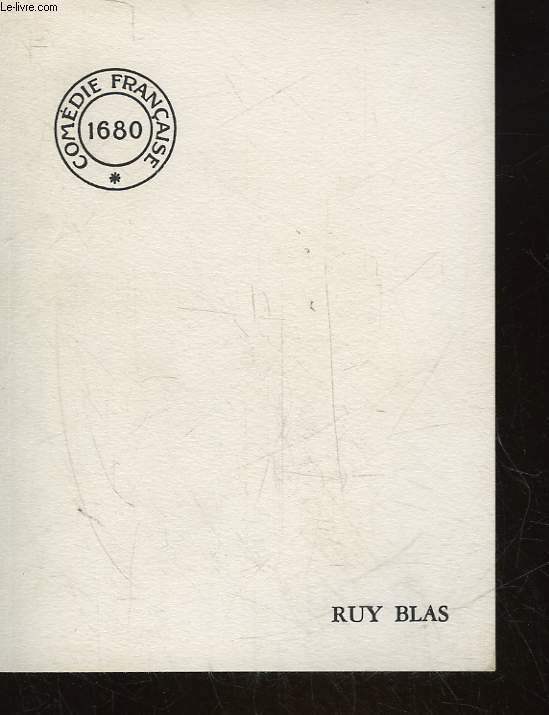 Le-livre.com
COMÉDIE FRANÇAISE
1680
*
RUY BLAS